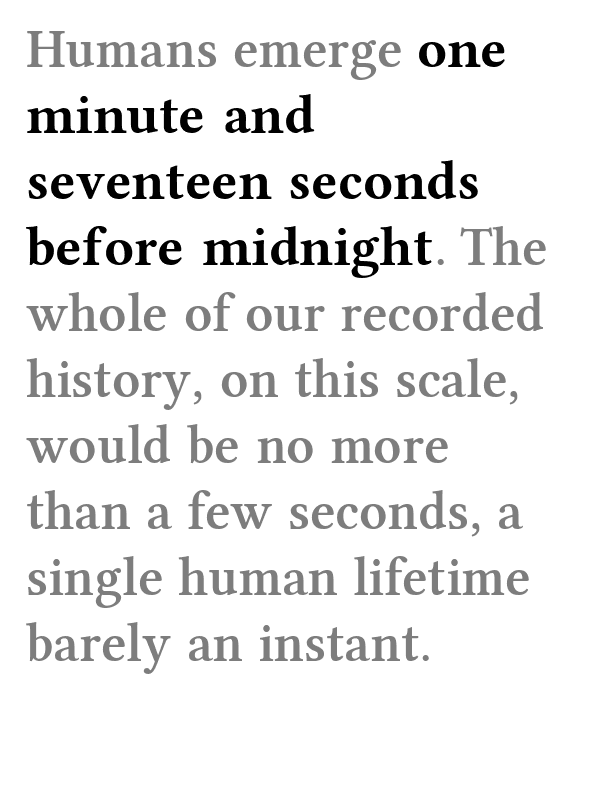 Humans emerge one
minute and
seventeen seconds
before midnight. The
whole of our recorded
history, on this scale,
would be no more
than a few seconds, a
single human lifetime
barely an instant.